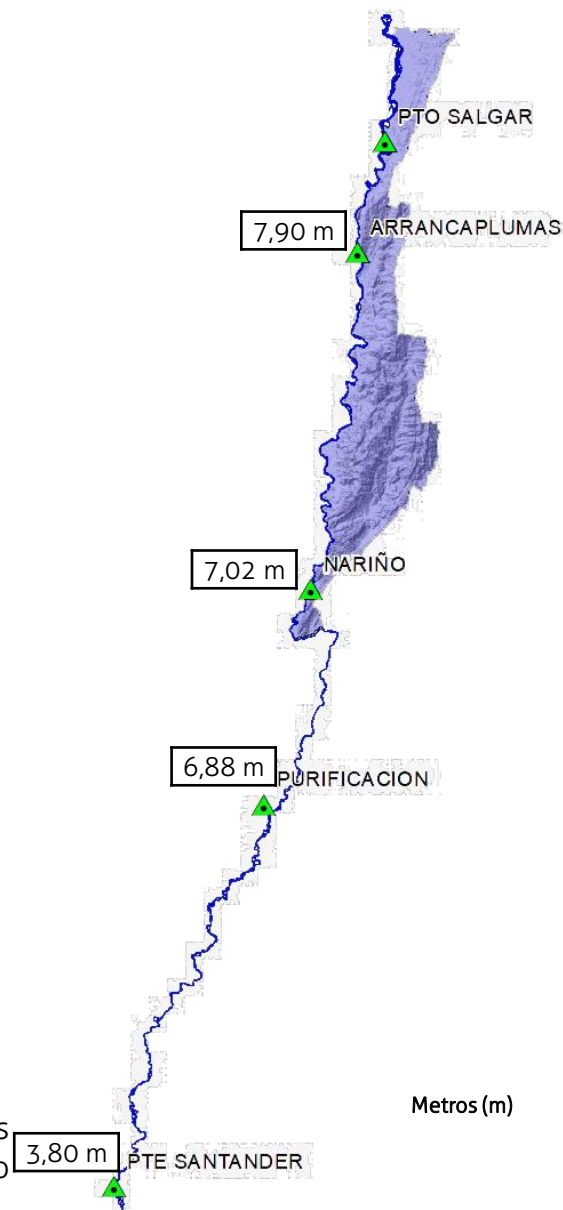 PTO SALGAR
7,90 m
ARRANCAPLUMAS
7,02 m
NARIÑO
6,88 m
PURIFICACION
Metros (m)
3,80 m
PTE SANTANDER